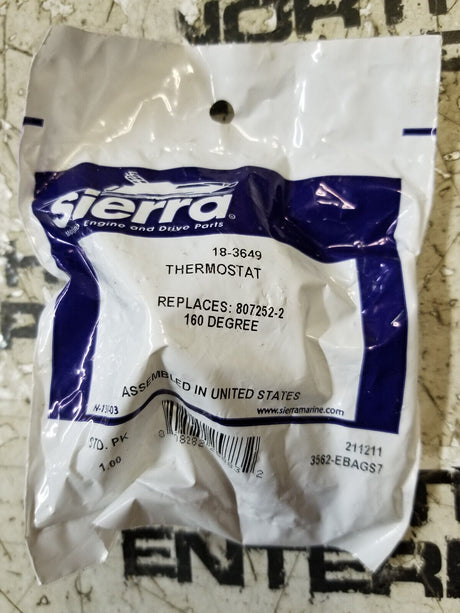 Sierra
Engine and Drive Parts
18-3649
THERMOSTAT
REPLACES: 807252-2
160 DEGREE
ASSEMBLED IN UNITED STATES
www.sierramarine.com
STD. PK
1.00
211211
3562-EBAGS7
ENTER